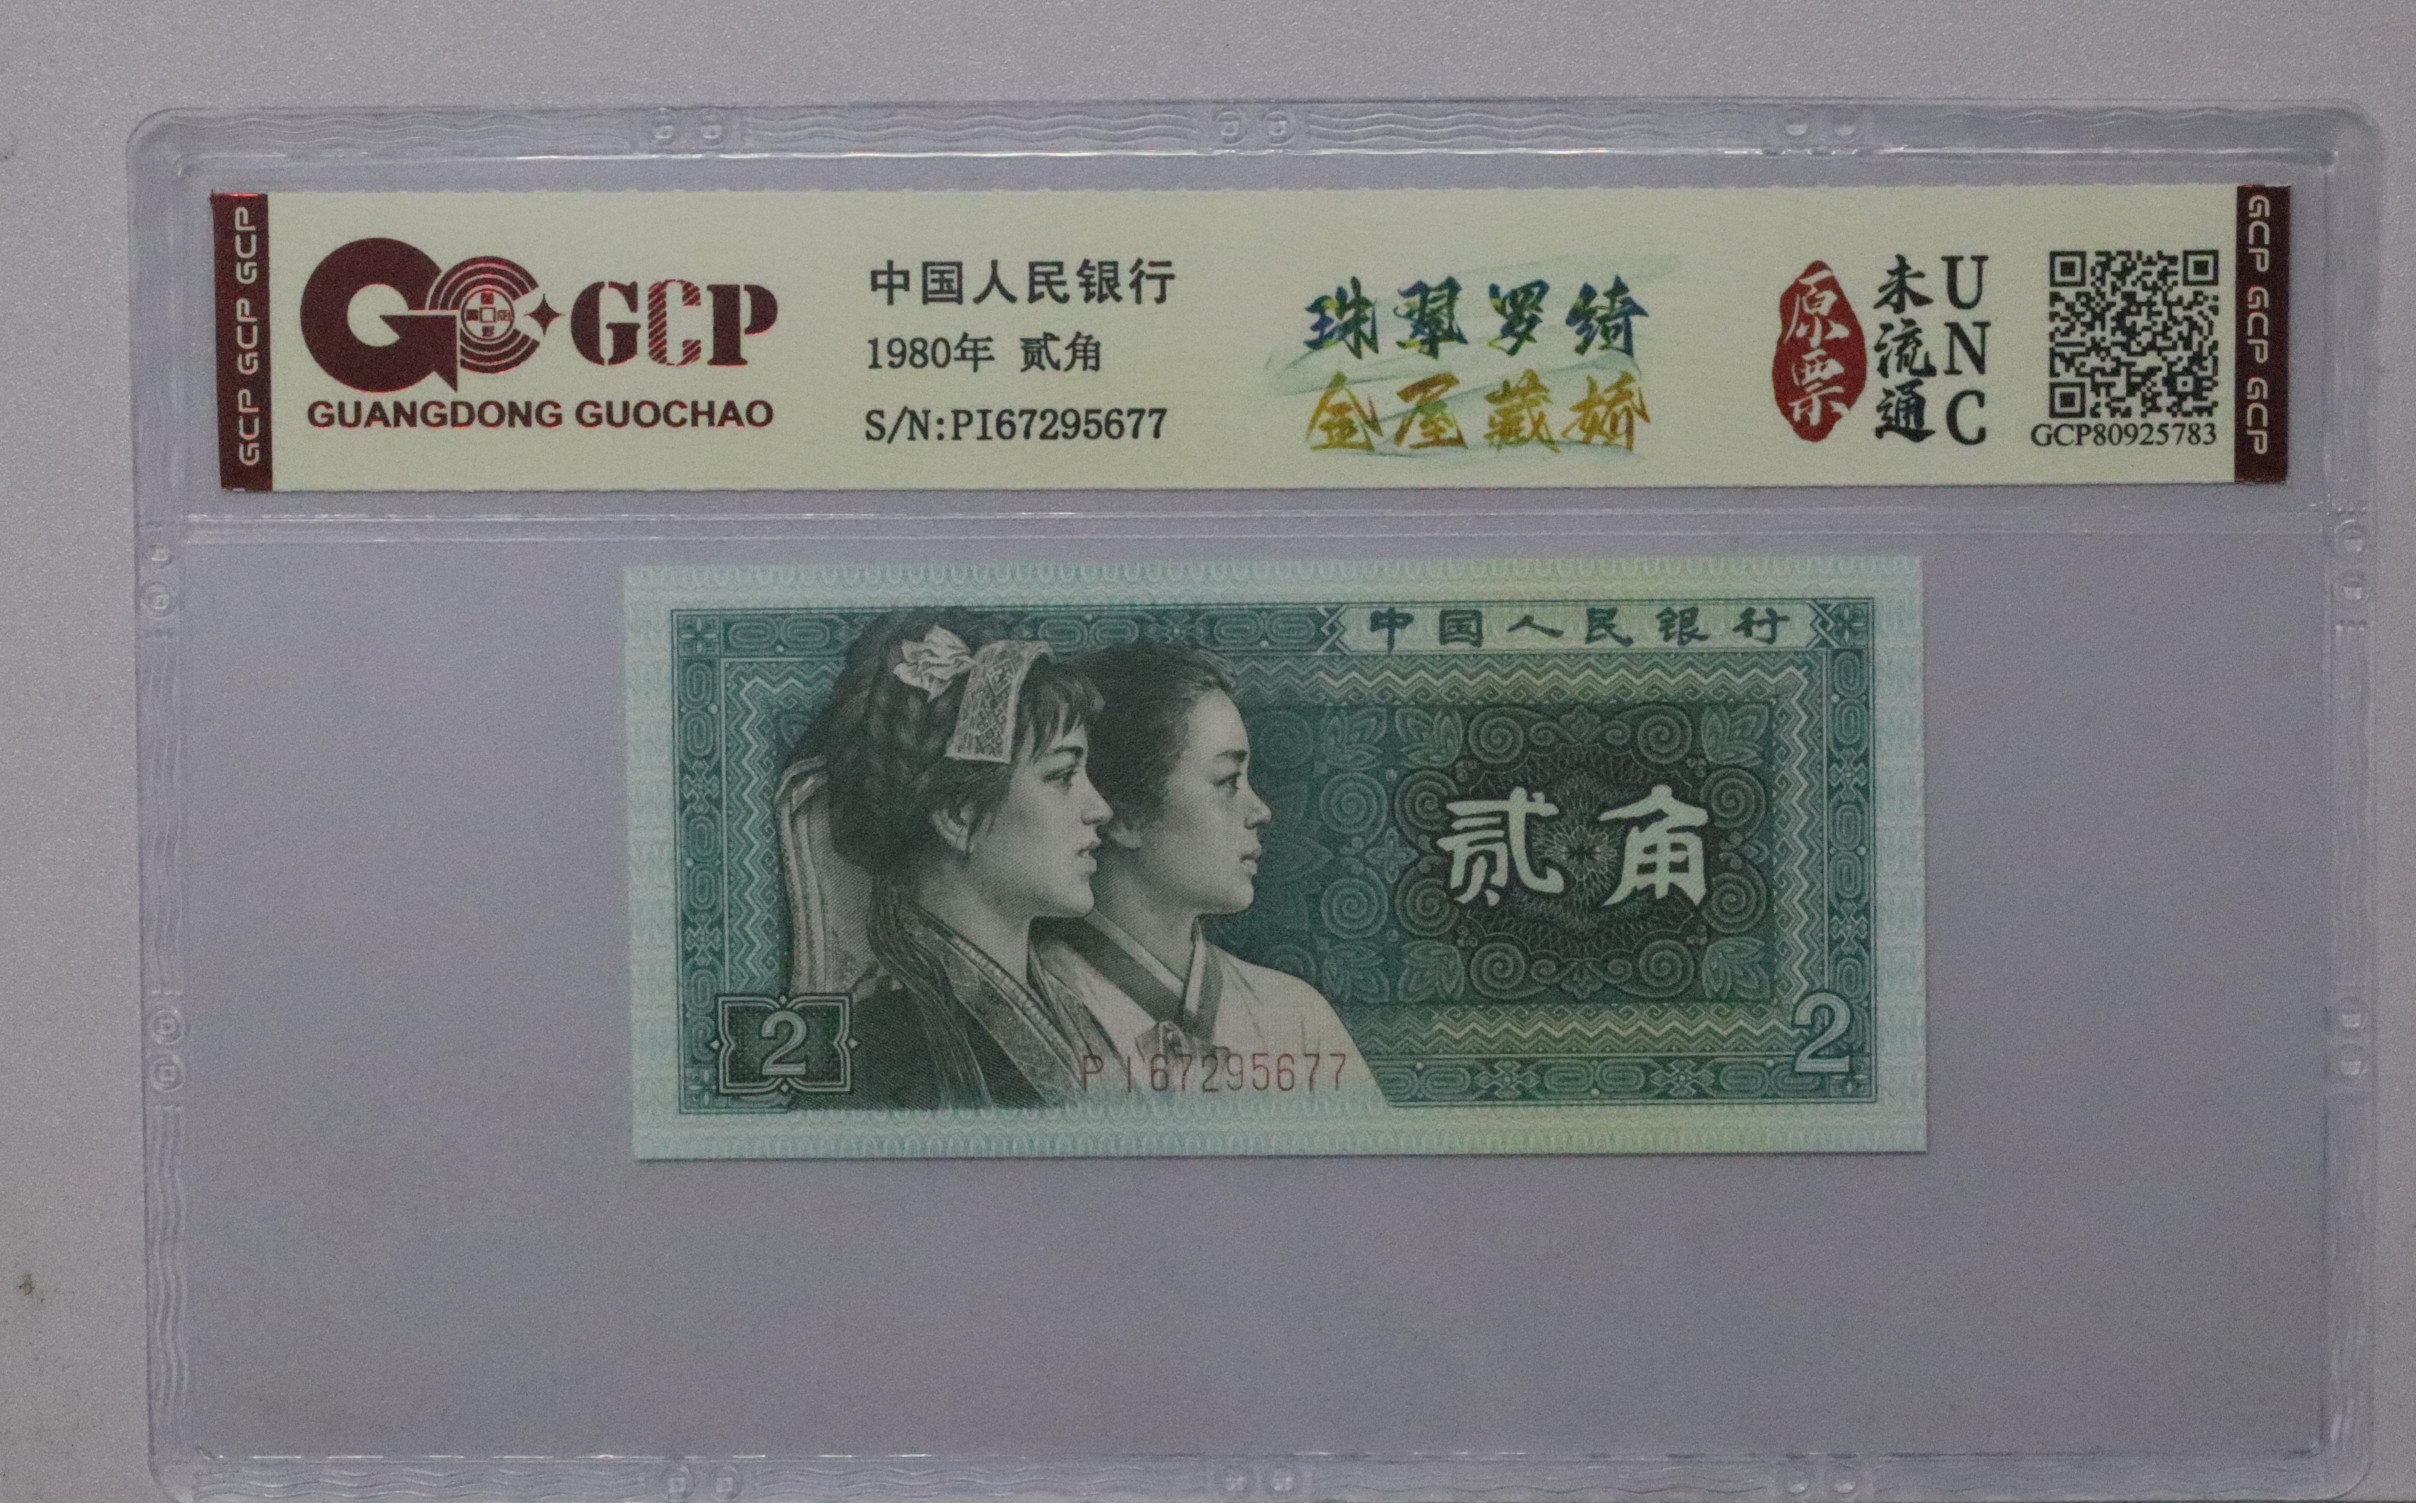 GCP GCP GCP
GCP
GUANGDONG GUOCHAO
中国人民银行
1980年 贰角
S/N:PI67295677
珠翠罗绮
金屋藏娇
原票
未流通
UNC
GCP80925783
GCP GCP GCP
中国人民银行
贰角
2
2
PI67295677